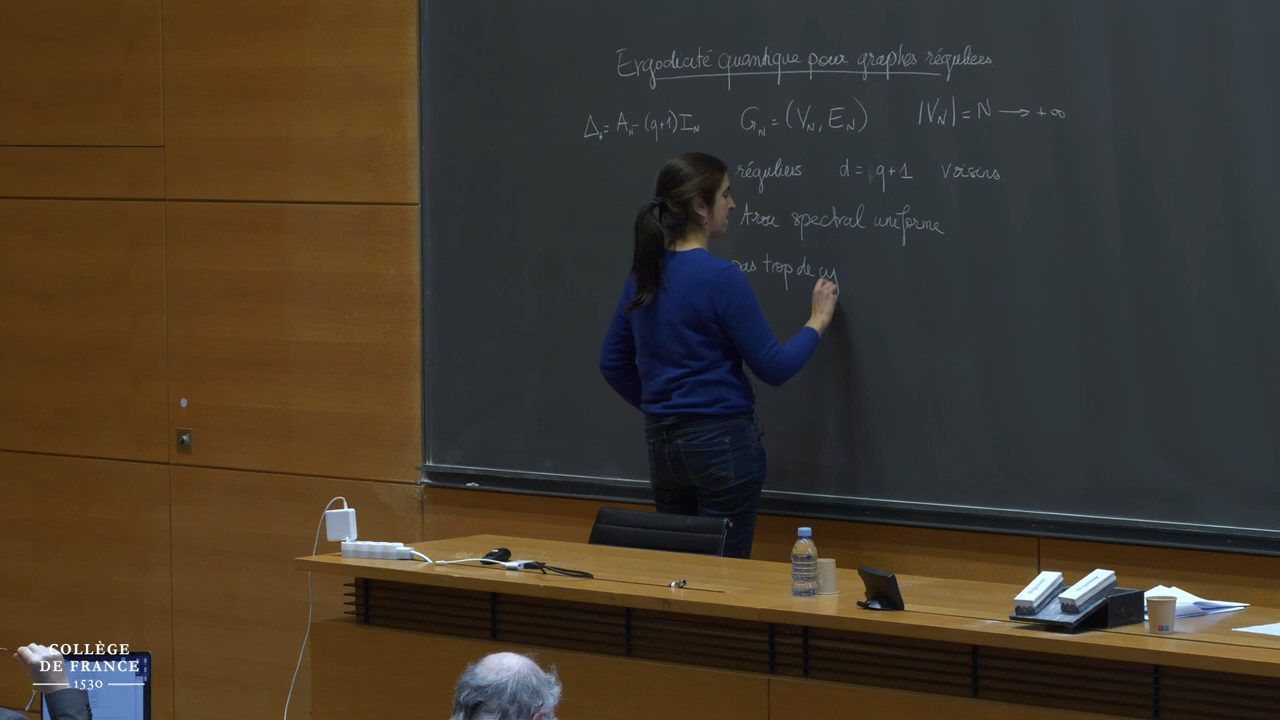 Ergodicité quantique pour graphes réguliers
Δ = A_N - (q+1) I_N G_N = (V_N, E_N) |V_N| = N → +∞
réguliers d = q+1 voisins
Trou spectral uniforme
pas trop de cy
COLLÈGE
DE FRANCE
1530